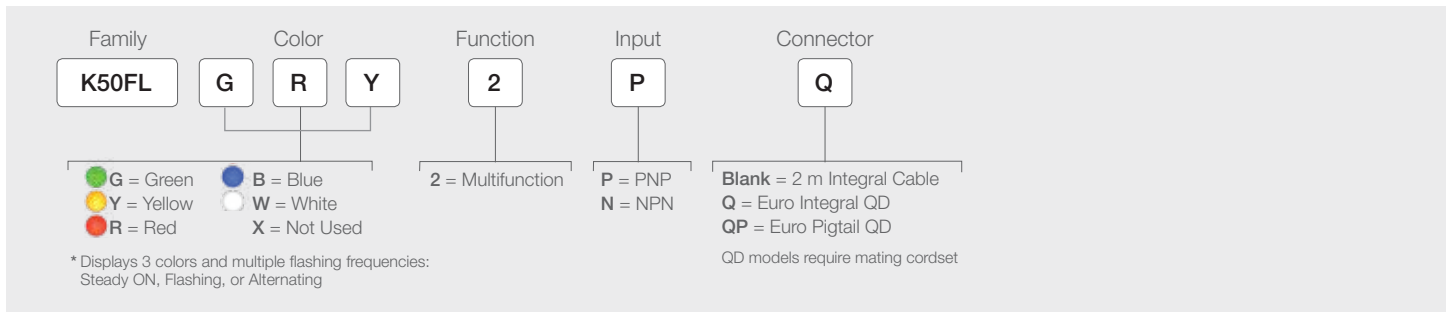 Family Color Function Input Connector
K50FL G R Y 2 P Q
G = Green B = Blue 2 = Multifunction P = PNP Blank = 2 m Integral Cable
Y = Yellow W = White N = NPN Q = Euro Integral QD
R = Red X = Not Used QP = Euro Pigtail QD
* Displays 3 colors and multiple flashing frequencies: QD models require mating cordset
Steady ON, Flashing, or Alternating